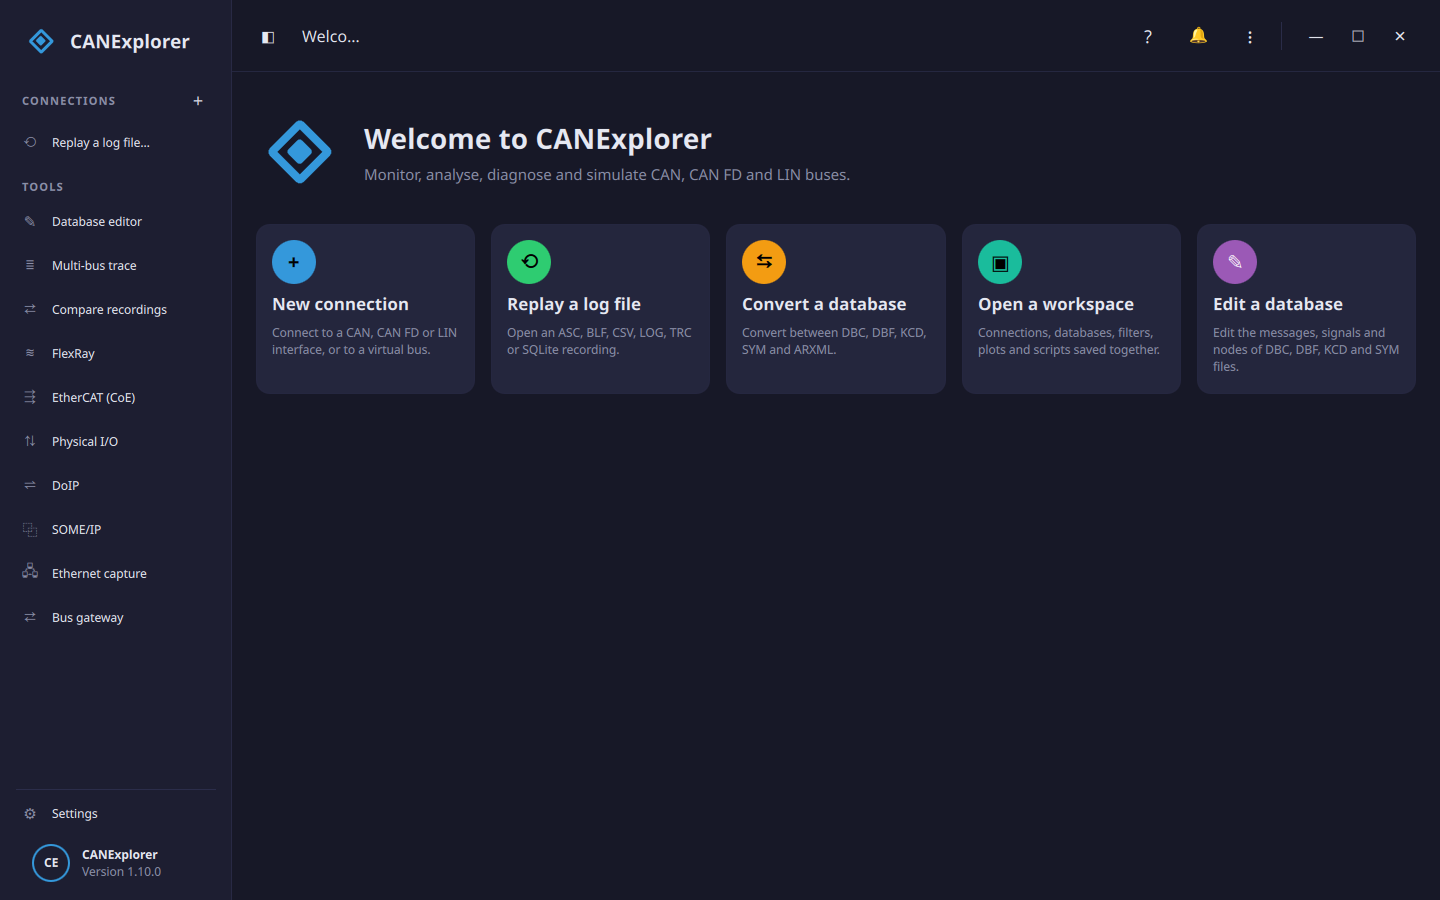 CANExplorer
CONNECTIONS
+
Replay a log file...
TOOLS
Database editor
Multi-bus trace
Compare recordings
FlexRay
EtherCAT (CoE)
Physical I/O
DoIP
SOME/IP
Ethernet capture
Bus gateway
Settings
CE
CANExplorer
Version 1.10.0
Welco...
?
Welcome to CANExplorer
Monitor, analyse, diagnose and simulate CAN, CAN FD and LIN buses.
New connection
Connect to a CAN, CAN FD or LIN
interface, or to a virtual bus.
Replay a log file
Open an ASC, BLF, CSV, LOG, TRC
or SQLite recording.
Convert a database
Convert between DBC, DBF, KCD,
SYM and ARXML.
Open a workspace
Connections, databases, filters,
plots and scripts saved together.
Edit a database
Edit the messages, signals and
nodes of DBC, DBF, KCD and SYM
files.